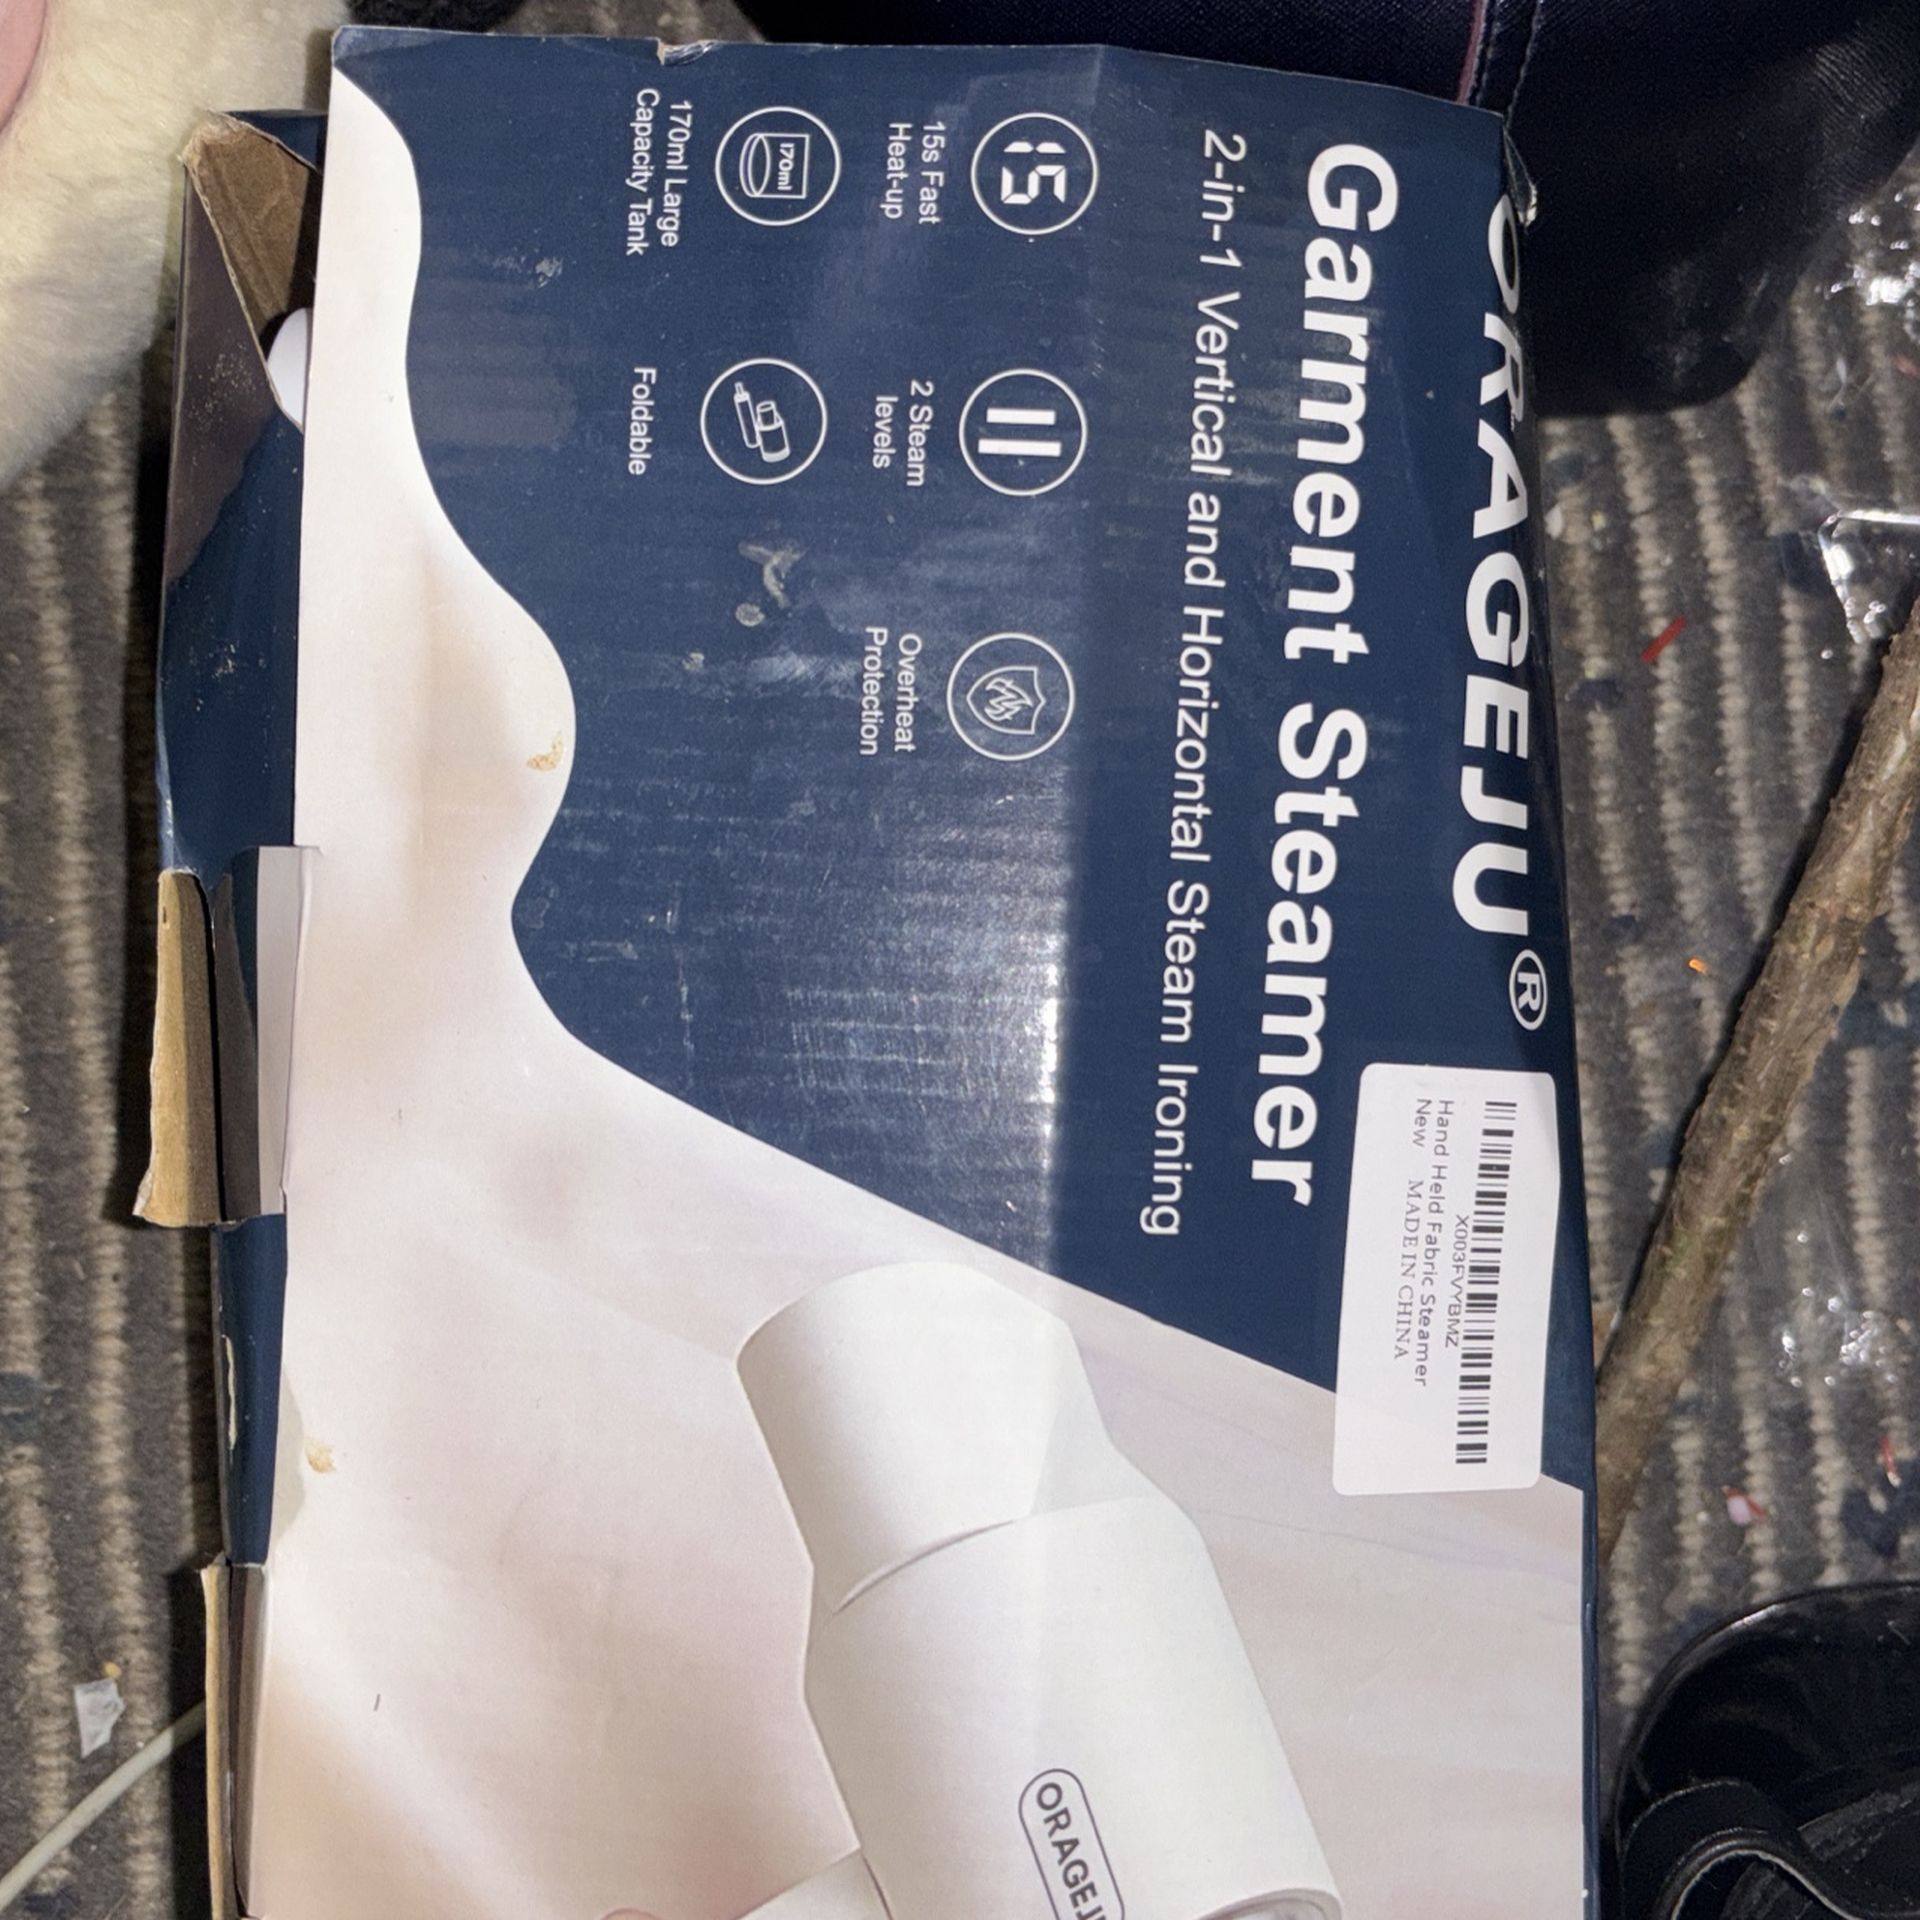 ORAGEJU®
Garment Steamer
2-in-1 Vertical and Horizontal Steam Ironing
X003FVYBMZ
Hand Held Fabric Steamer
New MADE IN CHINA
15
15s Fast
Heat-up
2 Steam
levels
Overheat
Protection
170ml
170ml Large
Capacity Tank
Foldable
ORAGEJU